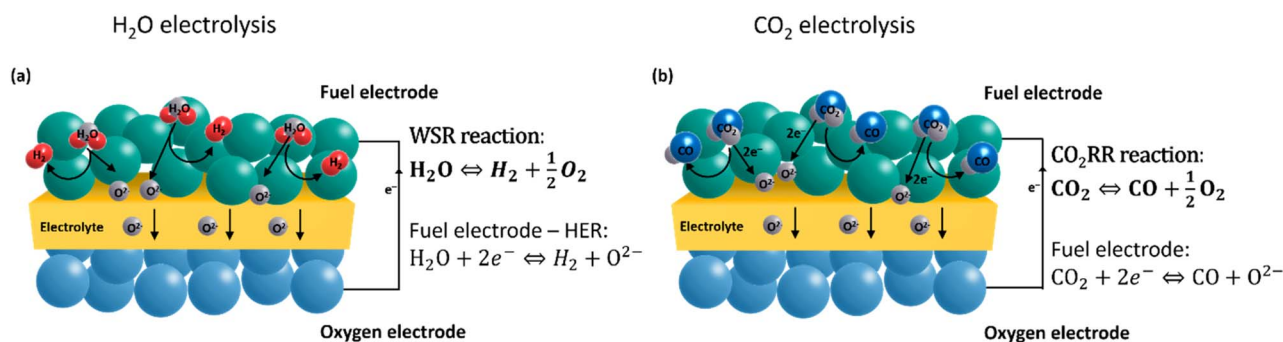 H₂O electrolysis
(a)
Fuel electrode
H₂O
H₂O
H₂
H₂O
H₂
H₂
O²⁻
O²⁻
O²⁻
Electrolyte
O²⁻
O²⁻
O²⁻
e⁻
WSR reaction:
H₂O ⇔ H₂ + 1/2 O₂
Fuel electrode – HER:
H₂O + 2e⁻ ⇔ H₂ + O²⁻
Oxygen electrode
CO₂ electrolysis
(b)
Fuel electrode
CO₂
CO₂
CO
CO₂
CO
CO
2e⁻
2e⁻
2e⁻
O²⁻
O²⁻
O²⁻
Electrolyte
O²⁻
O²⁻
O²⁻
e⁻
CO₂RR reaction:
CO₂ ⇔ CO + 1/2 O₂
Fuel electrode:
CO₂ + 2e⁻ ⇔ CO + O²⁻
Oxygen electrode